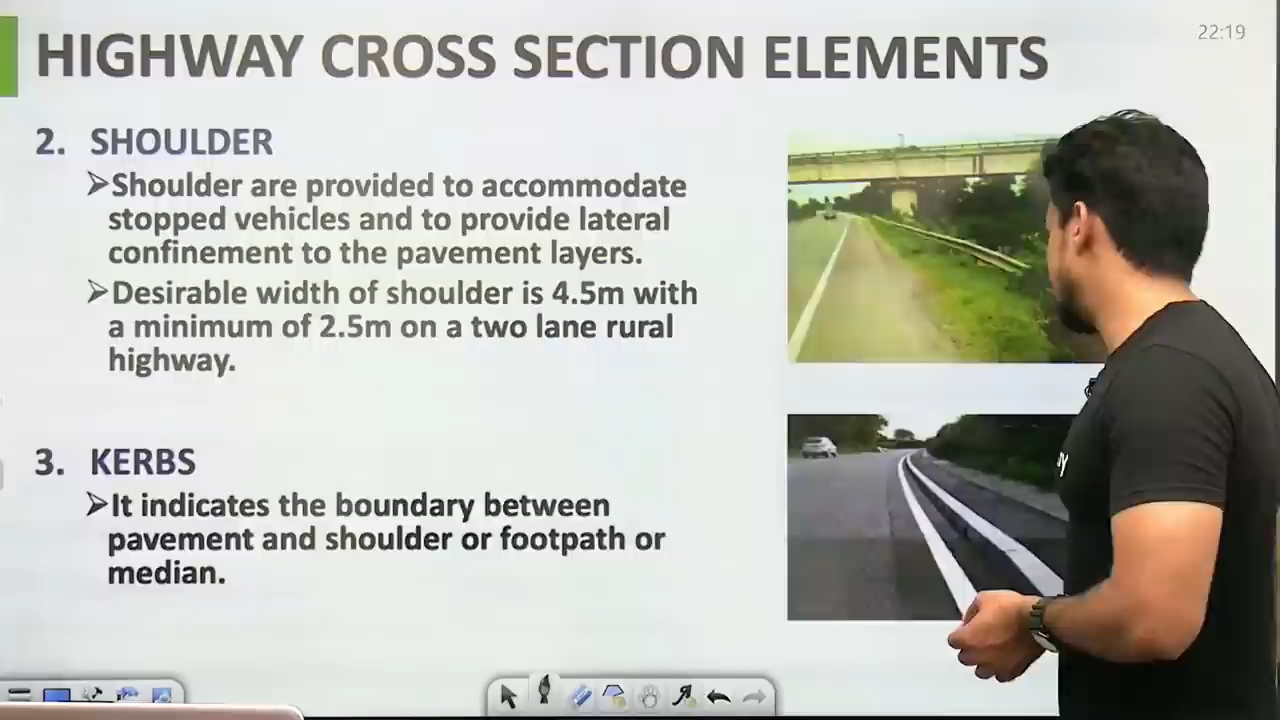 22:19
HIGHWAY CROSS SECTION ELEMENTS
2. SHOULDER
➢Shoulder are provided to accommodate
stopped vehicles and to provide lateral
confinement to the pavement layers.
➢Desirable width of shoulder is 4.5m with
a minimum of 2.5m on a two lane rural
highway.
3. KERBS
➢It indicates the boundary between
pavement and shoulder or footpath or
median.